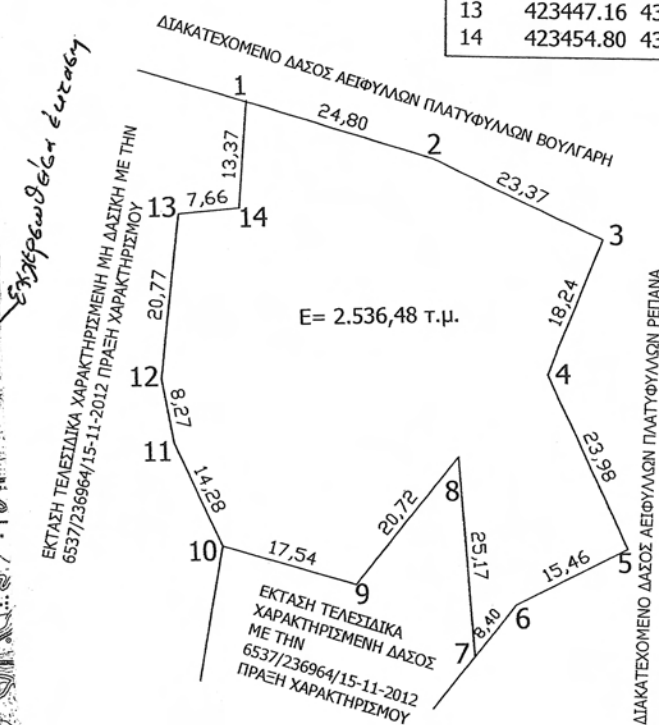 13 423447.16 43
14 423454.80 43
ΔΙΑΚΑΤΕΧΟΜΕΝΟ ΔΑΣΟΣ ΑΕΙΦΥΛΛΩΝ ΠΛΑΤΥΦΥΛΛΩΝ ΒΟΥΛΓΑΡΗ
1
24,80
2
23,37
3
13,37
13
7,66
14
18,24
20,77
Ε= 2.536,48 τ.μ.
12
4
8,27
11
23,98
14,28
8
20,72
25,17
10
17,54
9
15,46
5
6
8,40
7
ΕΚΤΑΣΗ ΤΕΛΕΣΙΔΙΚΑ ΧΑΡΑΚΤΗΡΙΣΜΕΝΗ ΜΗ ΔΑΣΙΚΗ ΜΕ ΤΗΝ
6537/236964/15-11-2012 ΠΡΑΞΗ ΧΑΡΑΚΤΗΡΙΣΜΟΥ
ΕΚΤΑΣΗ ΤΕΛΕΣΙΔΙΚΑ
ΧΑΡΑΚΤΗΡΙΣΜΕΝΗ ΔΑΣΟΣ
ΜΕ ΤΗΝ
6537/236964/15-11-2012
ΠΡΑΞΗ ΧΑΡΑΚΤΗΡΙΣΜΟΥ
ΔΙΑΚΑΤΕΧΟΜΕΝΟ ΔΑΣΟΣ ΑΕΙΦΥΛΛΩΝ ΠΛΑΤΥΦΥΛΛΩΝ ΡΕΠΑΝΑ
εκχερσωθείσα έκταση